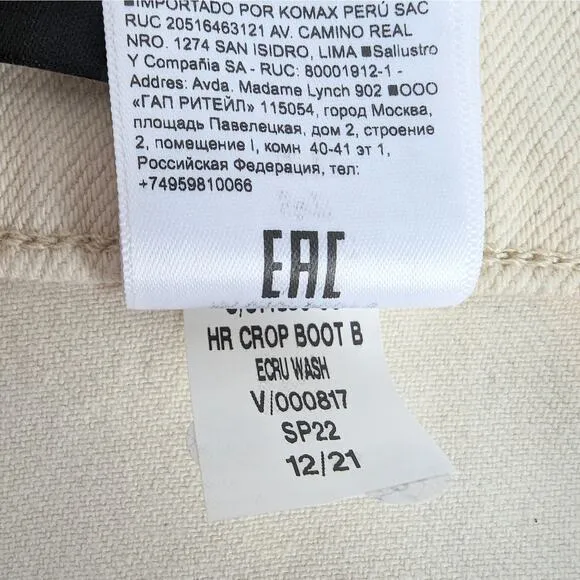 ■IMPORTADO POR KOMAX PERÚ SAC
RUC 20516463121 AV. CAMINO REAL
NRO. 1274 SAN ISIDRO, LIMA ■Sallustro
Y Compañia SA - RUC: 80001912-1 -
Addres: Avda. Madame Lynch 902 ■ООО
«ГАП РИТЕЙЛ» 115054, город Москва,
площадь Павелецкая, дом 2, строение
2, помещение I, комн 40-41 эт 1,
Российская Федерация, тел:
+74959810066
EAC
HR CROP BOOT B
ECRU WASH
V/000817
SP22
12/21